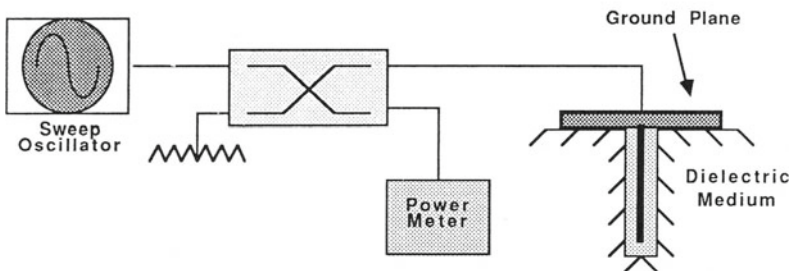 Ground Plane
Sweep
Oscillator
Power
Meter
Dielectric
Medium